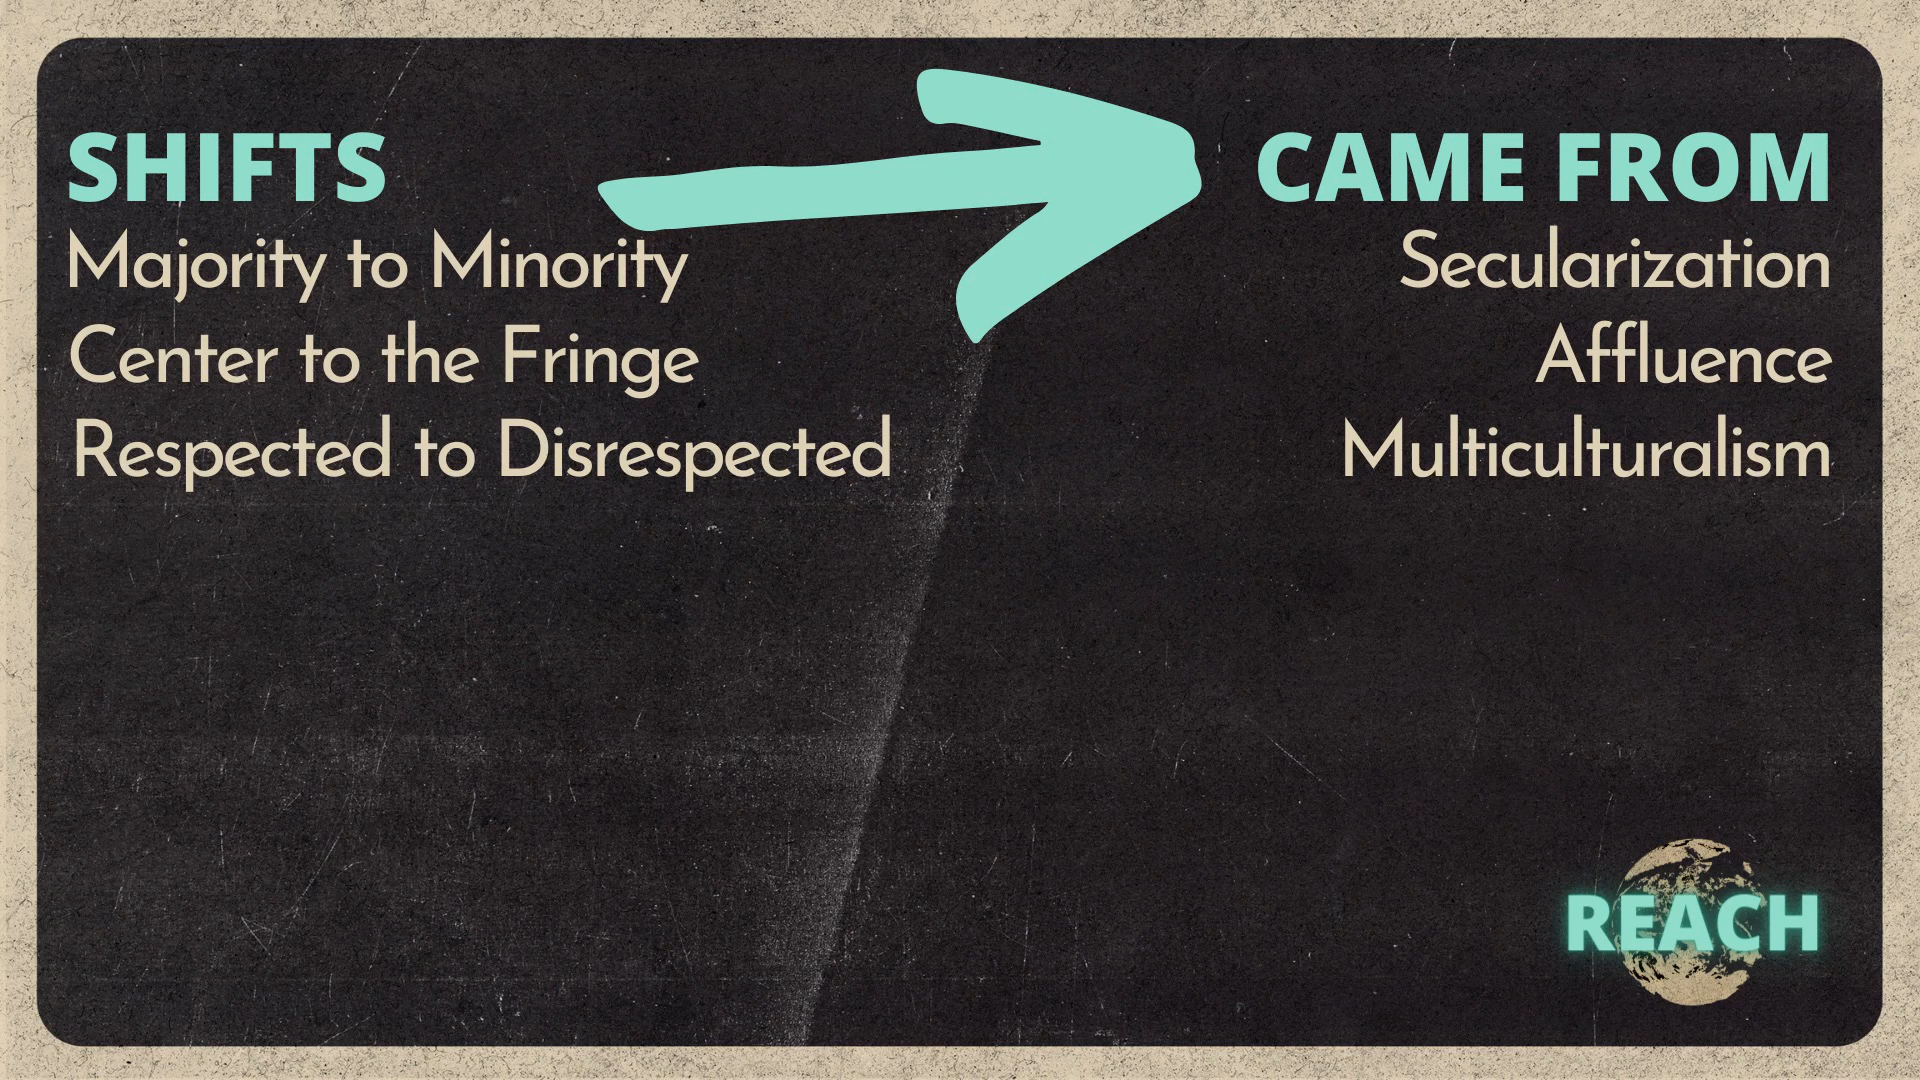 SHIFTS
Majority to Minority
Center to the Fringe
Respected to Disrespected
CAME FROM
Secularization
Affluence
Multiculturalism
REACH